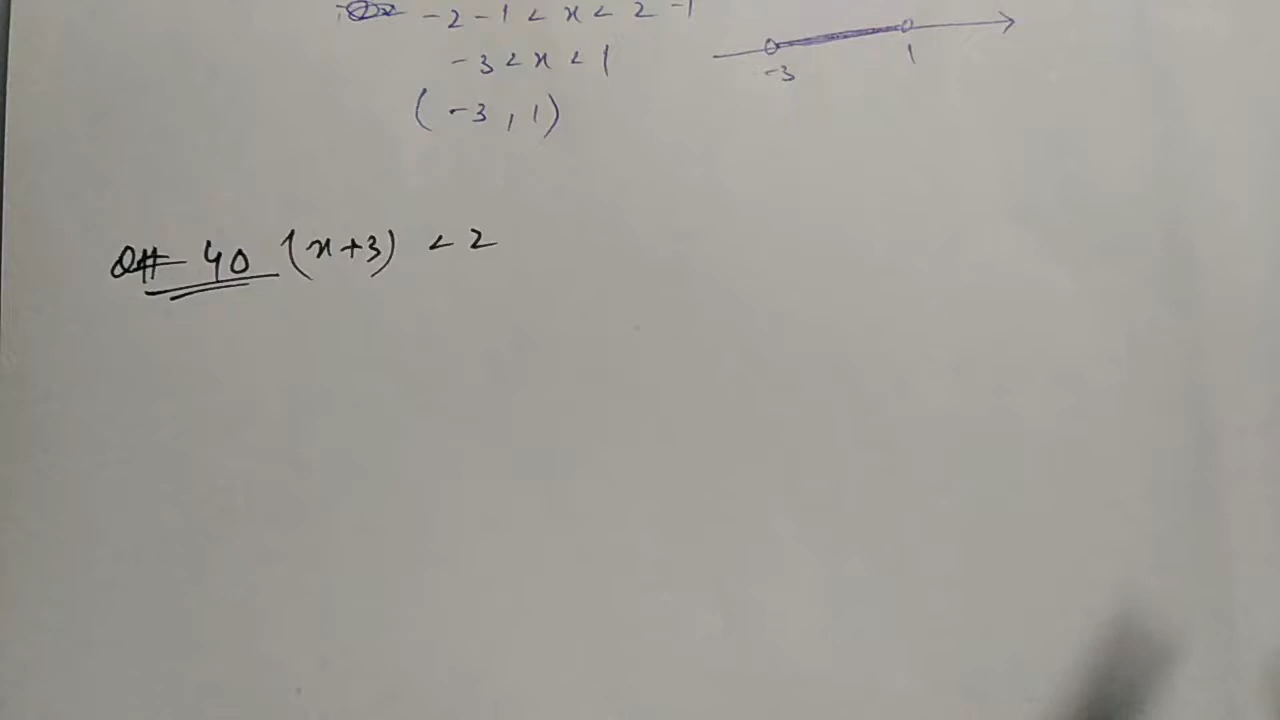 -2 -1 < x < 2 -1
-3 < x < 1
-3 1
(-3, 1)
Q# 40 (x+3) < 2